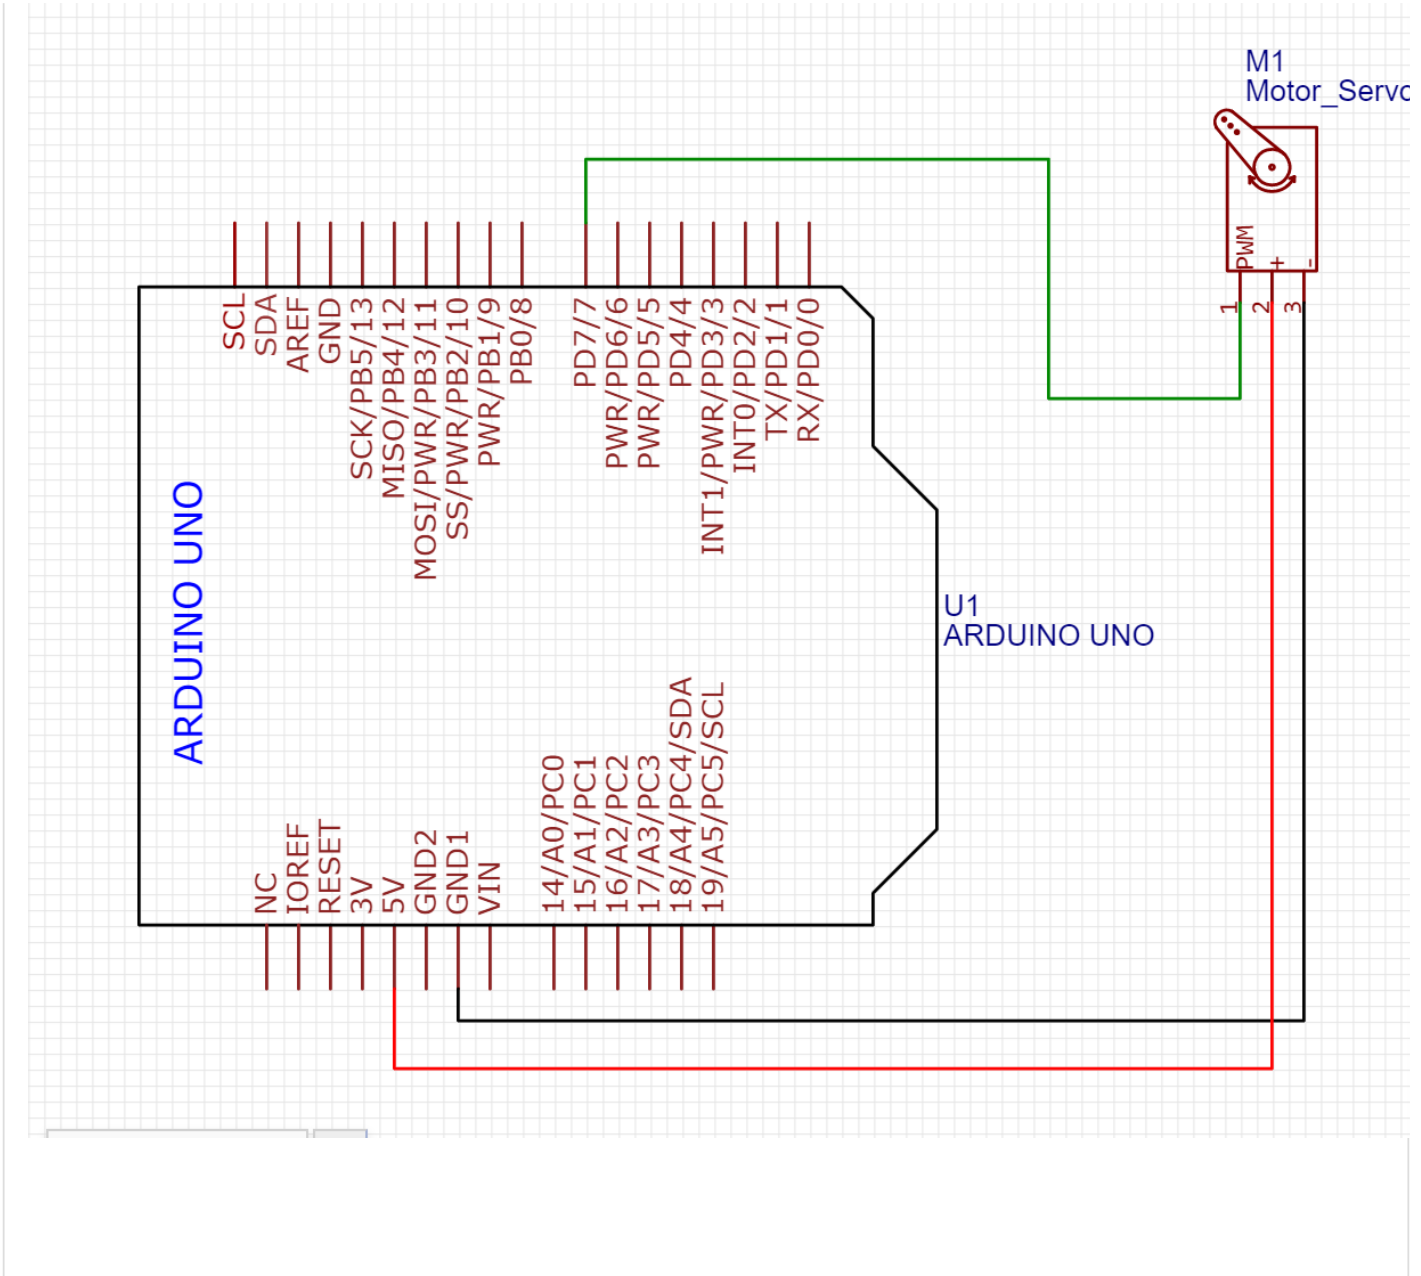 M1
Motor_Servo
PWM
+
-
1
2
3
SCL
SDA
AREF
GND
SCK/PB5/13
MISO/PB4/12
MOSI/PWR/PB3/11
SS/PWR/PB2/10
PWR/PB1/9
PB0/8
PD7/7
PWR/PD6/6
PWR/PD5/5
PD4/4
INT1/PWR/PD3/3
INT0/PD2/2
TX/PD1/1
RX/PD0/0
ARDUINO UNO
U1
ARDUINO UNO
NC
IOREF
RESET
3V
5V
GND2
GND1
VIN
14/A0/PC0
15/A1/PC1
16/A2/PC2
17/A3/PC3
18/A4/PC4/SDA
19/A5/PC5/SCL